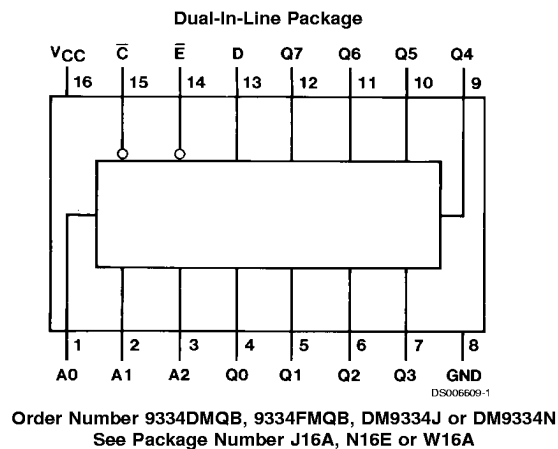 Dual-In-Line Package
VCC C̅ E̅ D Q7 Q6 Q5 Q4
16 15 14 13 12 11 10 9
1 2 3 4 5 6 7 8
A0 A1 A2 Q0 Q1 Q2 Q3 GND
DS006609-1
Order Number 9334DMQB, 9334FMQB, DM9334J or DM9334N
See Package Number J16A, N16E or W16A